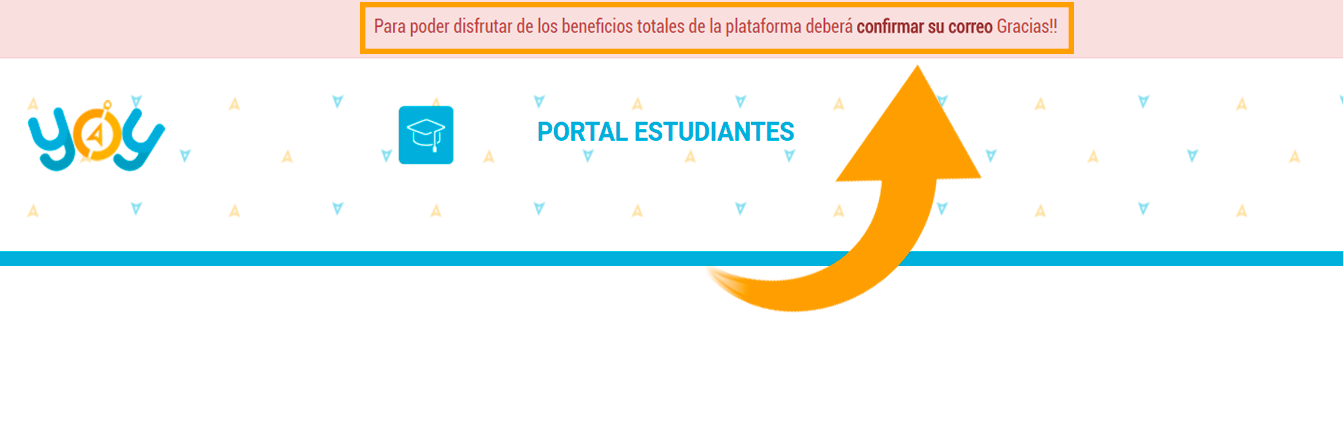 Para poder disfrutar de los beneficios totales de la plataforma deberá confirmar su correo Gracias!!
yoy
PORTAL ESTUDIANTES